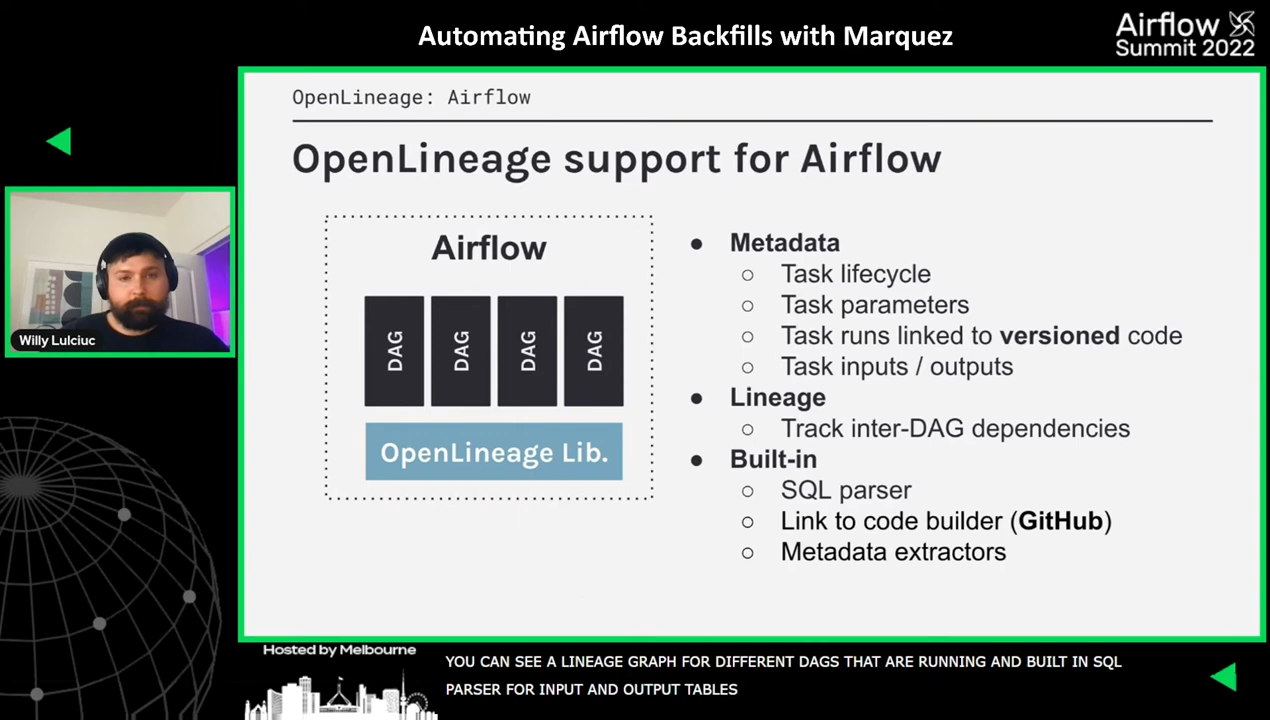 Automating Airflow Backfills with Marquez
Airflow
Summit 2022
OpenLineage: Airflow
OpenLineage support for Airflow
Airflow
DAG
DAG
DAG
DAG
OpenLineage Lib.
● Metadata
○ Task lifecycle
○ Task parameters
○ Task runs linked to versioned code
○ Task inputs / outputs
● Lineage
○ Track inter-DAG dependencies
● Built-in
○ SQL parser
○ Link to code builder (GitHub)
○ Metadata extractors
Willy Lulciuc
Hosted by Melbourne
YOU CAN SEE A LINEAGE GRAPH FOR DIFFERENT DAGS THAT ARE RUNNING AND BUILT IN SQL
PARSER FOR INPUT AND OUTPUT TABLES